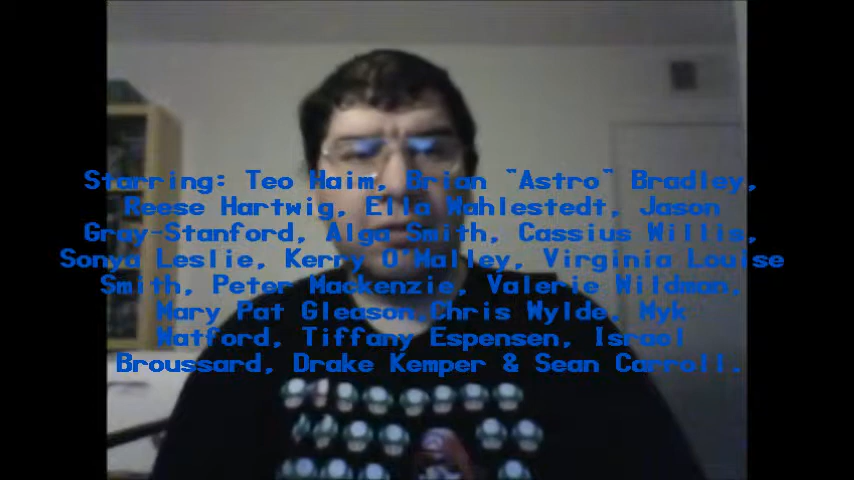 Starring: Teo Haim, Brian "Astro" Bradley,
Reese Hartwig, Ella Wahlestedt, Jason
Gray-Stanford, Alga Smith, Cassius Willis,
Sonya Leslie, Kerry O'Malley, Virginia Louise
Smith, Peter Mackenzie, Valerie Wildman,
Mary Pat Gleason,Chris Wylde, Myk
Watford, Tiffany Espensen, Israel
Broussard, Drake Kemper & Sean Carroll.